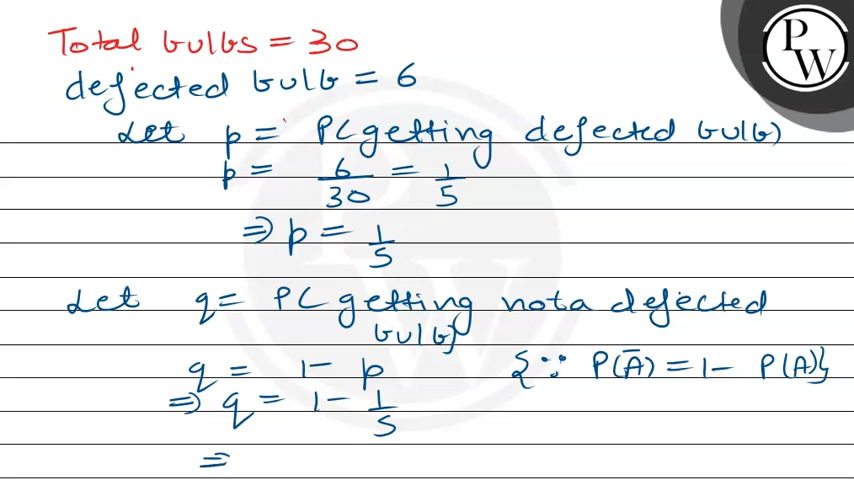 Total bulbs = 30
defected bulb = 6
Let p = P(getting defected bulb)
p = 6/30 = 1/5
⇒ p = 1/5
Let q = P(getting not a defected
bulb)
q = 1 - p {∵ P(Ā) = 1 - P(A)}
⇒ q = 1 - 1/5
⇒
PW